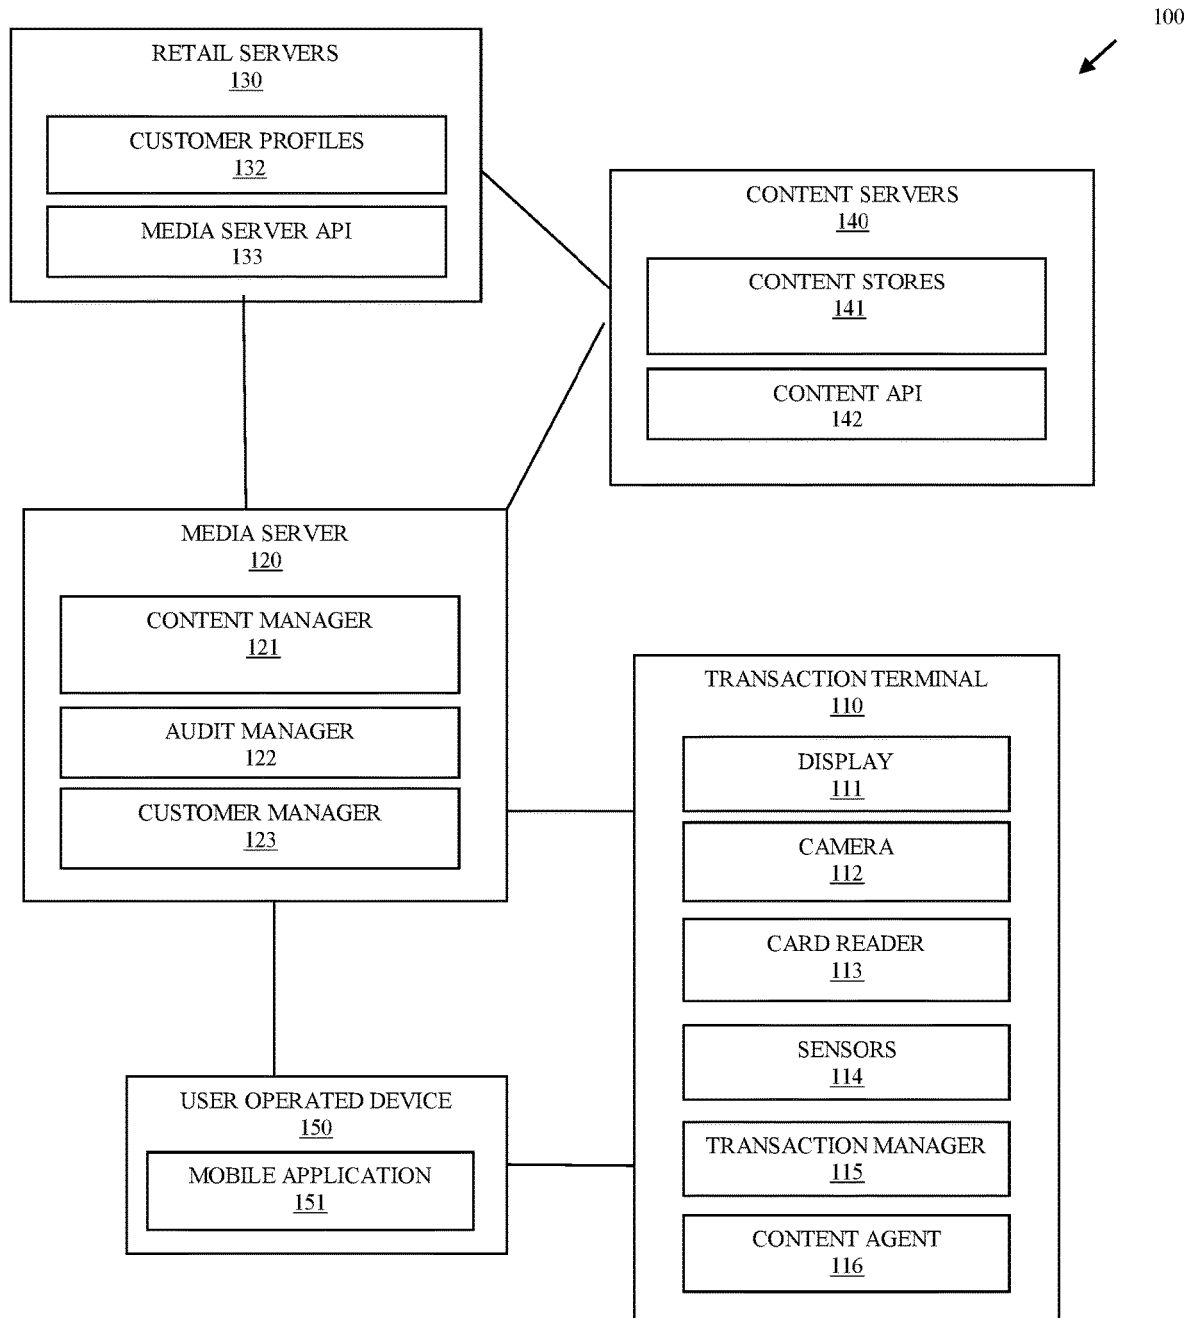 100
RETAIL SERVERS
130
CUSTOMER PROFILES
132
MEDIA SERVER API
133
CONTENT SERVERS
140
CONTENT STORES
141
CONTENT API
142
MEDIA SERVER
120
CONTENT MANAGER
121
AUDIT MANAGER
122
CUSTOMER MANAGER
123
TRANSACTION TERMINAL
110
DISPLAY
111
CAMERA
112
CARD READER
113
SENSORS
114
TRANSACTION MANAGER
115
CONTENT AGENT
116
USER OPERATED DEVICE
150
MOBILE APPLICATION
151